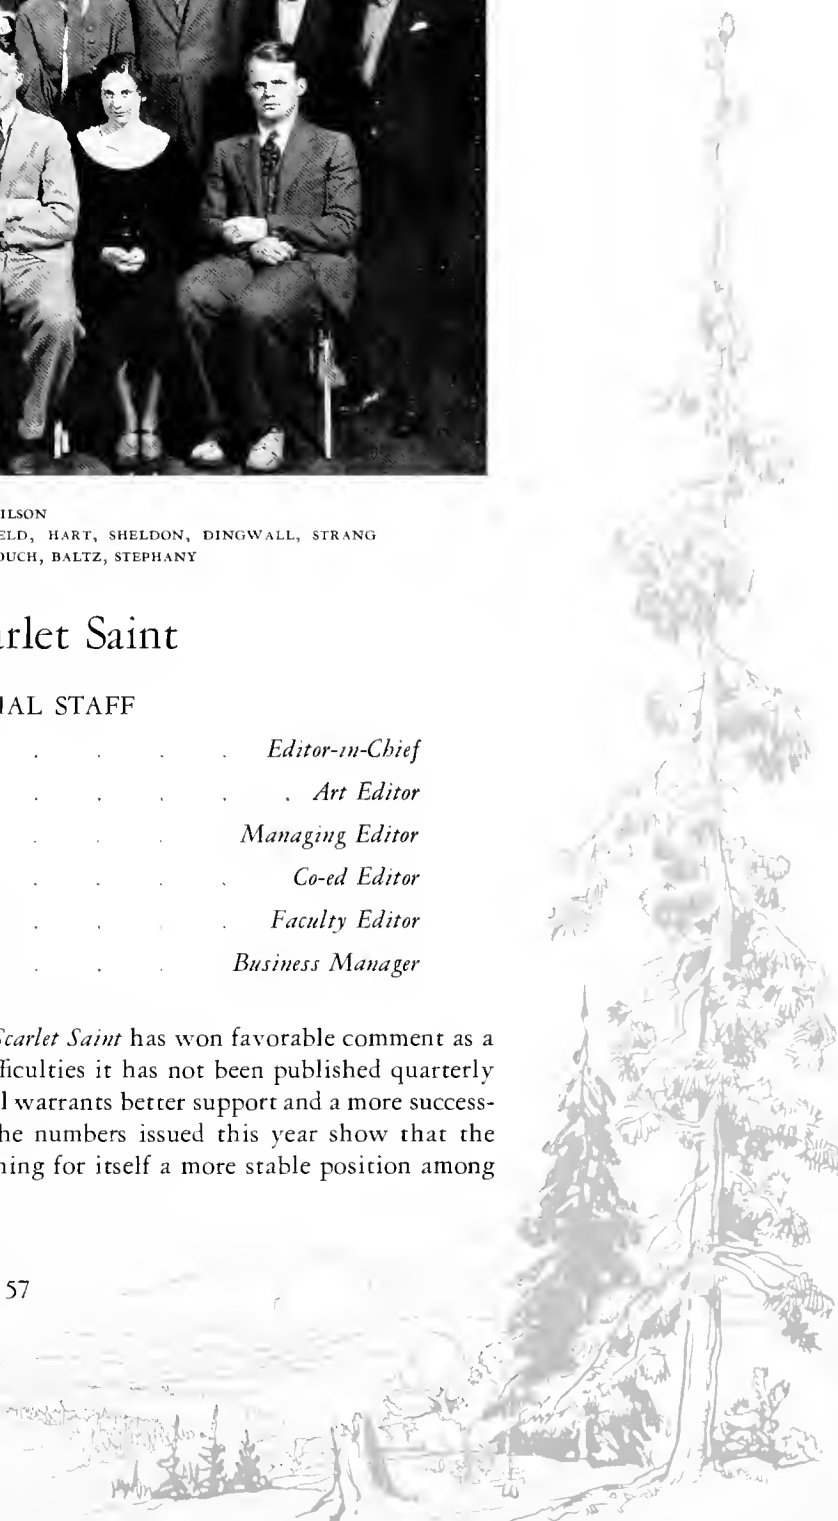 ILSON
ELD, HART, SHELDON, DINGWALL, STRANG
OUCH, BALTZ, STEPHANY
rlet Saint
IAL STAFF
. . . . Editor-in-Chief
. . . . . Art Editor
. . . Managing Editor
. . . . Co-ed Editor
. . . . Faculty Editor
. . . Business Manager
Scarlet Saint has won favorable comment as a
fficulties it has not been published quarterly
l warrants better support and a more success-
he numbers issued this year show that the
ning for itself a more stable position among
57